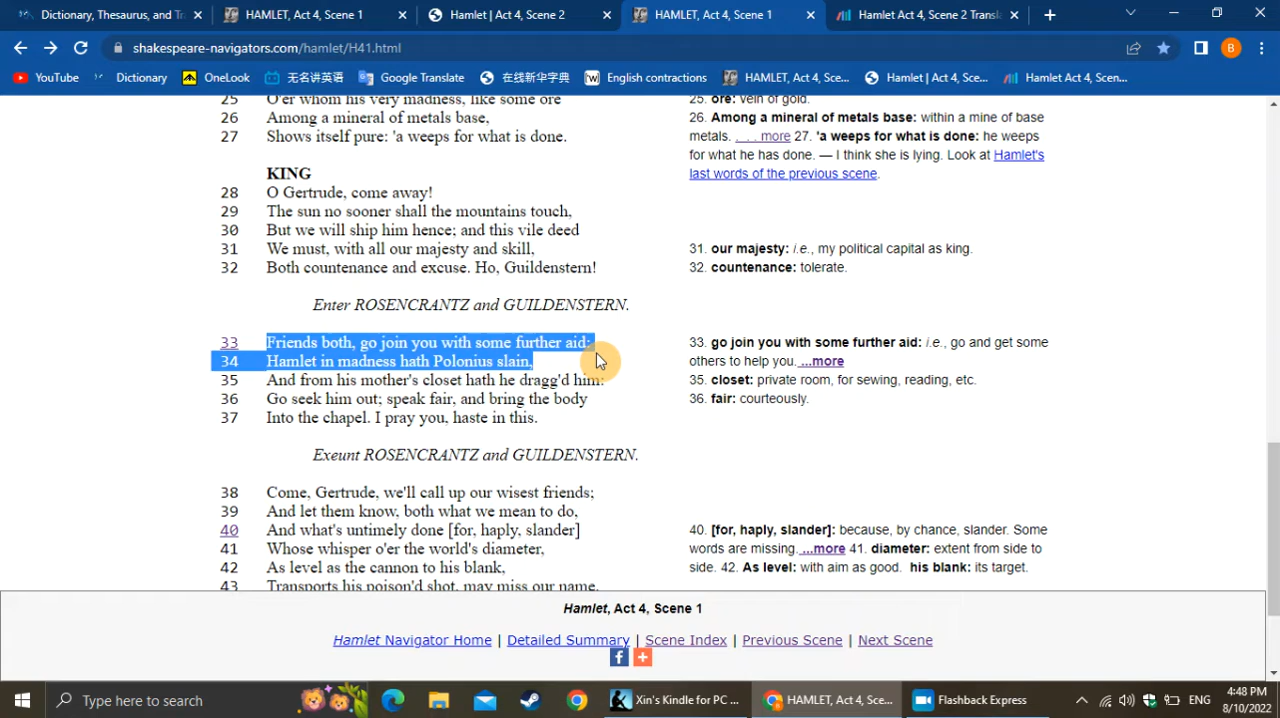 Dictionary, Thesaurus, and Tr
HAMLET, Act 4, Scene 1
Hamlet | Act 4, Scene 2
HAMLET, Act 4, Scene 1
Hamlet Act 4, Scene 2 Transl
shakespeare-navigators.com/hamlet/H41.html
B
YouTube
Dictionary
OneLook
无名讲英语
Google Translate
在线新华字典
English contractions
HAMLET, Act 4, Sce...
Hamlet | Act 4, Sce...
Hamlet Act 4, Scen...
25 O'er whom his very madness, like some ore
26 Among a mineral of metals base,
27 Shows itself pure: 'a weeps for what is done.
25. ore: vein of gold.
26. Among a mineral of metals base: within a mine of base
metals. . . . more 27. 'a weeps for what is done: he weeps
for what he has done. — I think she is lying. Look at Hamlet's
last words of the previous scene.
KING
28 O Gertrude, come away!
29 The sun no sooner shall the mountains touch,
30 But we will ship him hence; and this vile deed
31 We must, with all our majesty and skill,
32 Both countenance and excuse. Ho, Guildenstern!
31. our majesty: i.e., my political capital as king.
32. countenance: tolerate.
Enter ROSENCRANTZ and GUILDENSTERN.
33 Friends both, go join you with some further aid:
34 Hamlet in madness hath Polonius slain,
35 And from his mother's closet hath he dragg'd him:
36 Go seek him out; speak fair, and bring the body
37 Into the chapel. I pray you, haste in this.
33. go join you with some further aid: i.e., go and get some
others to help you. ...more
35. closet: private room, for sewing, reading, etc.
36. fair: courteously.
Exeunt ROSENCRANTZ and GUILDENSTERN.
38 Come, Gertrude, we'll call up our wisest friends;
39 And let them know, both what we mean to do,
40 And what's untimely done [for, haply, slander]
41 Whose whisper o'er the world's diameter,
42 As level as the cannon to his blank,
43 Transports his poison'd shot, may miss our name,
40. [for, haply, slander]: because, by chance, slander. Some
words are missing. ...more 41. diameter: extent from side to
side. 42. As level: with aim as good. his blank: its target.
Hamlet, Act 4, Scene 1
Hamlet Navigator Home | Detailed Summary | Scene Index | Previous Scene | Next Scene
Type here to search
Xin's Kindle for PC ...
HAMLET, Act 4, Sce...
Flashback Express
ENG
4:48 PM
8/10/2022